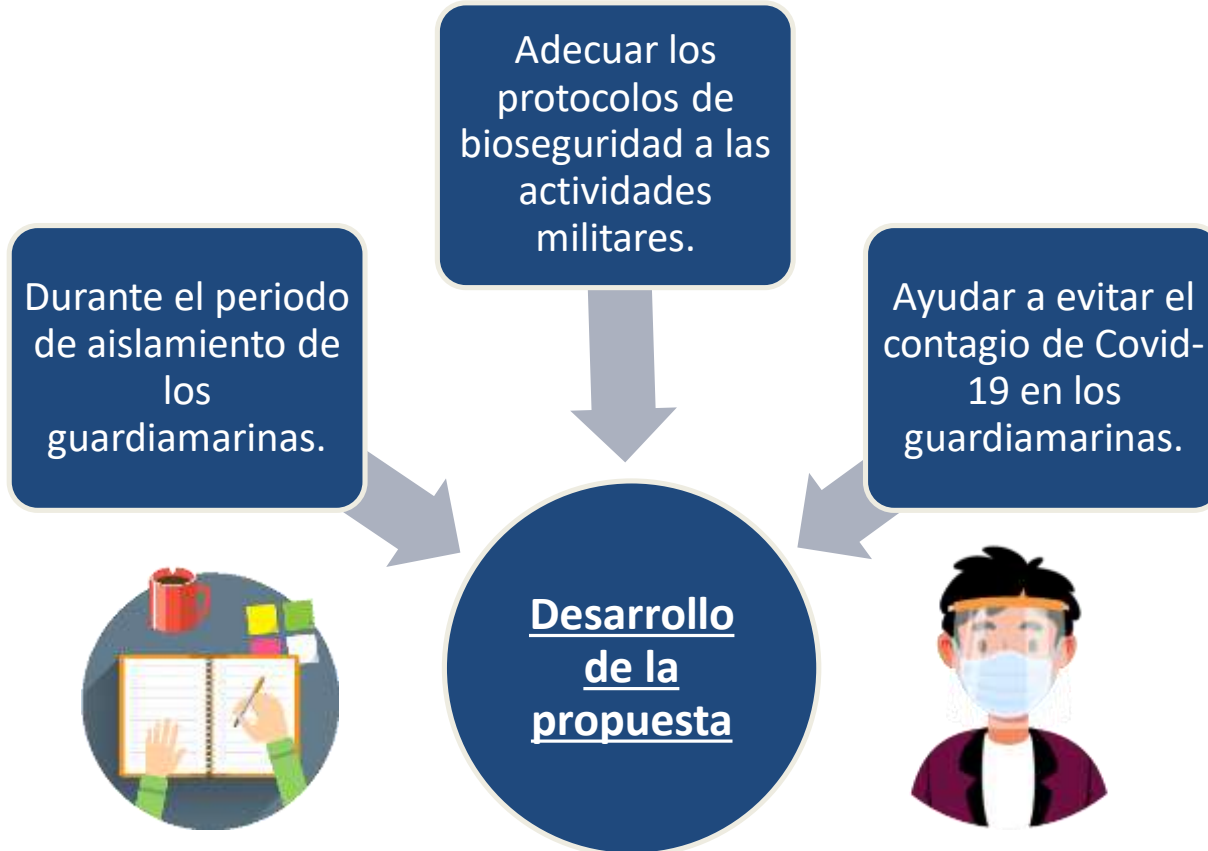 Adecuar los
protocolos de
bioseguridad a las
actividades
militares.
Durante el periodo
de aislamiento de
los
guardiamarinas.
Ayudar a evitar el
contagio de Covid-
19 en los
guardiamarinas.
Desarrollo
de la
propuesta